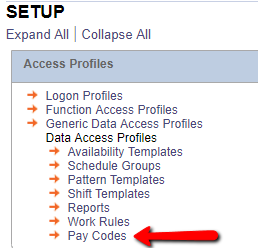 SETUP
Expand All | Collapse All
Access Profiles
Logon Profiles
Function Access Profiles
Generic Data Access Profiles
Data Access Profiles
Availability Templates
Schedule Groups
Pattern Templates
Shift Templates
Reports
Work Rules
Pay Codes